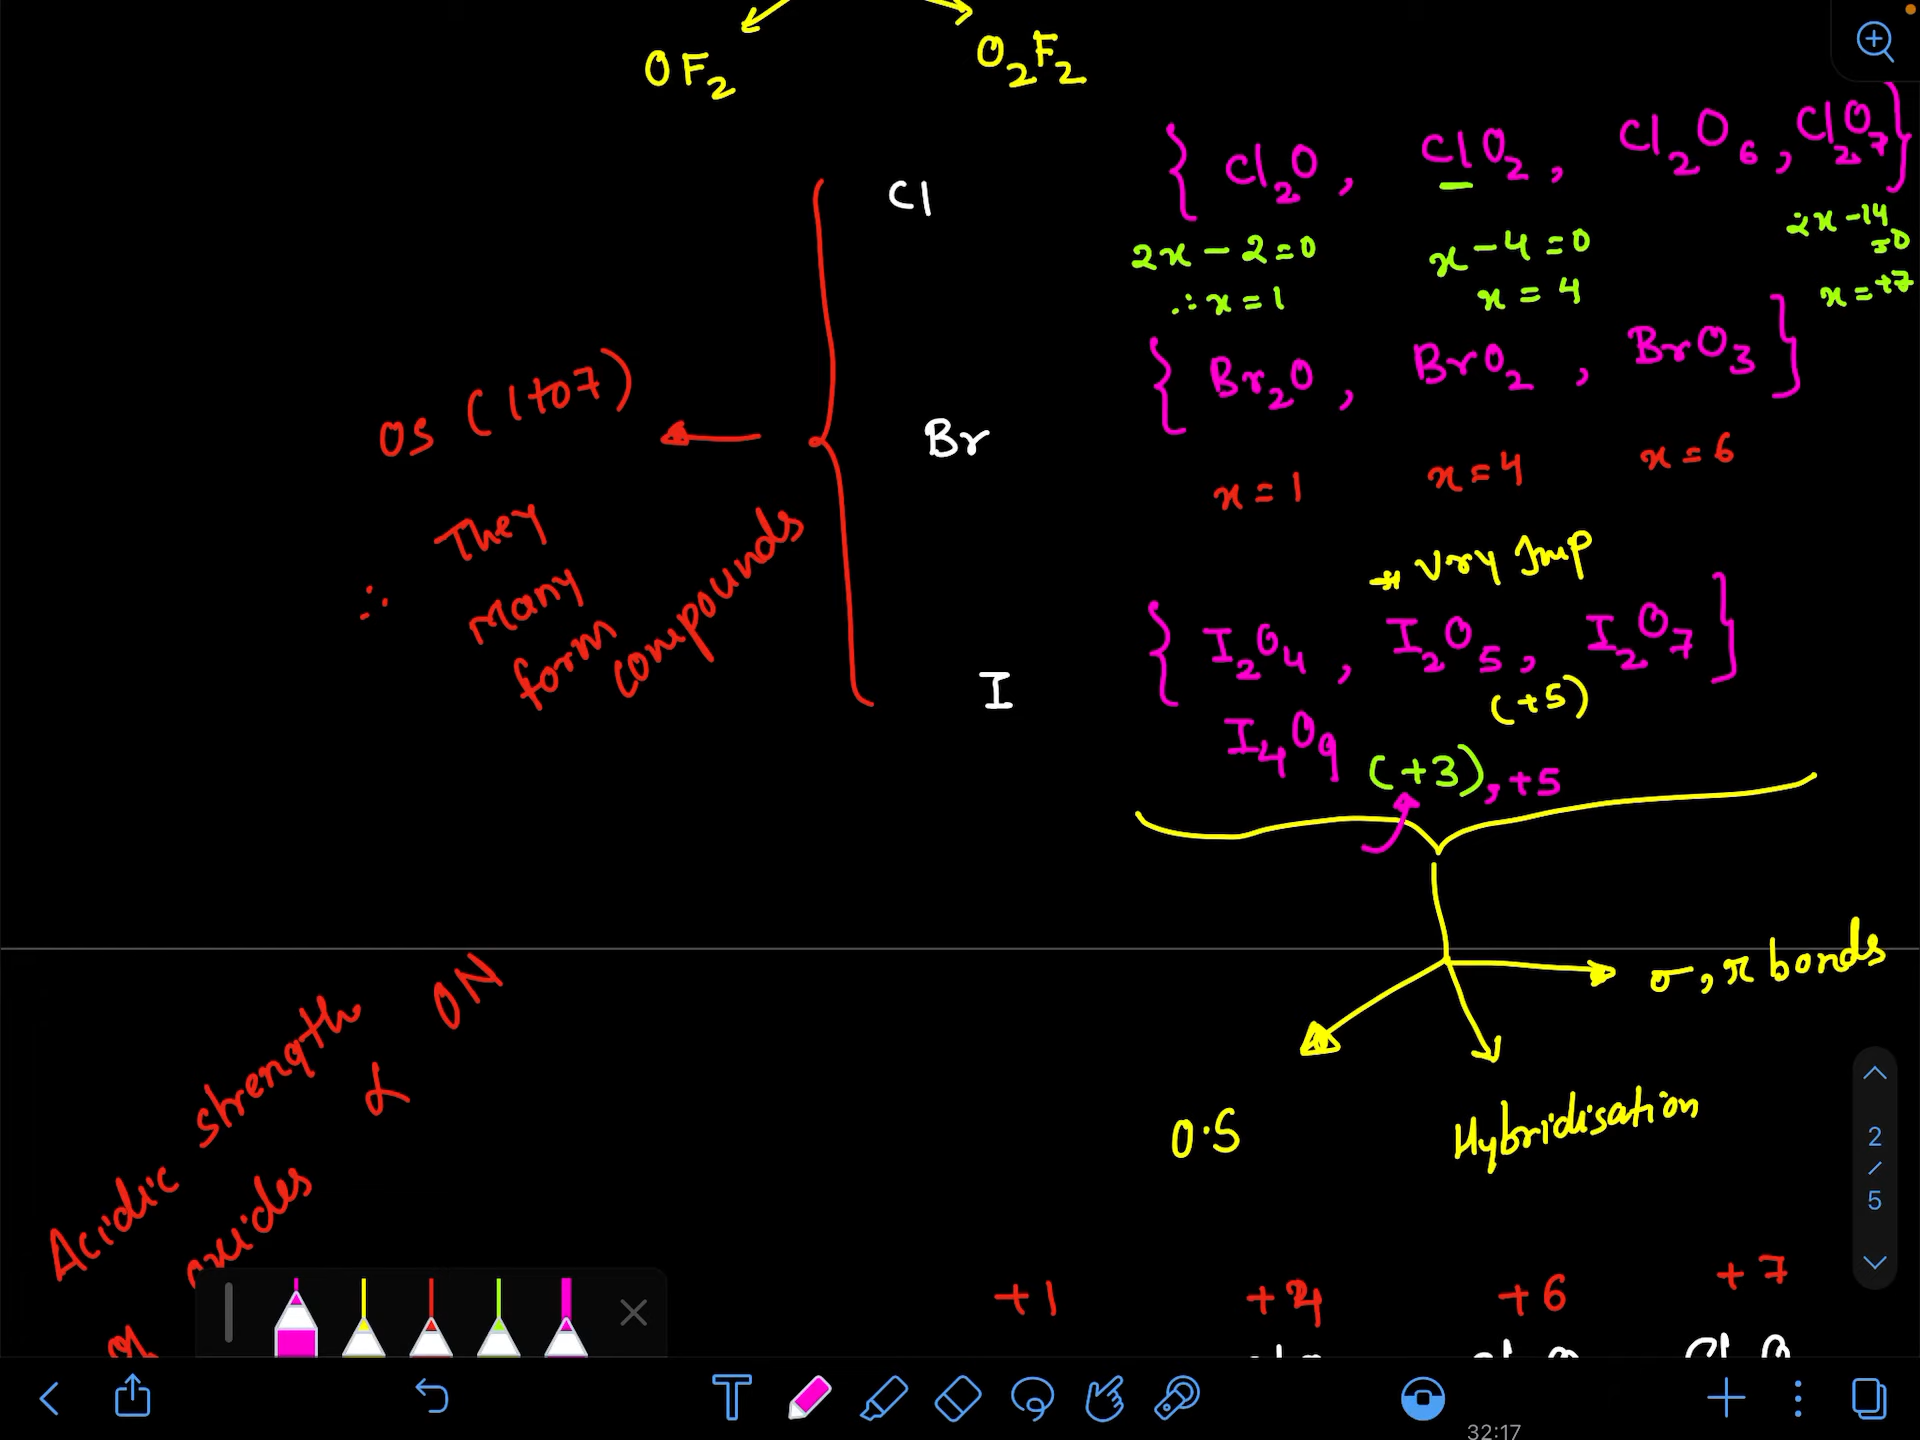 OF2
O2F2
Cl
{ Cl2O, ClO2, Cl2O6, Cl2O7 }
2x - 2 = 0
∴ x = 1
x - 4 = 0
x = 4
2x - 14 = 0
x = +7
OS (1 to 7)
∴ They
Many
form
compounds
Br
{ Br2O, BrO2, BrO3 }
x = 1
x = 4
x = 6
Vry Imp
I
{ I2O4, I2O5, I2O7 }
(+5)
I4O9 (+3), +5
σ, π bonds
O.S
Hybridisation
Acidic strength α ON
of oxides
+1
+4
+6
+7
2
/
5
T
32:17